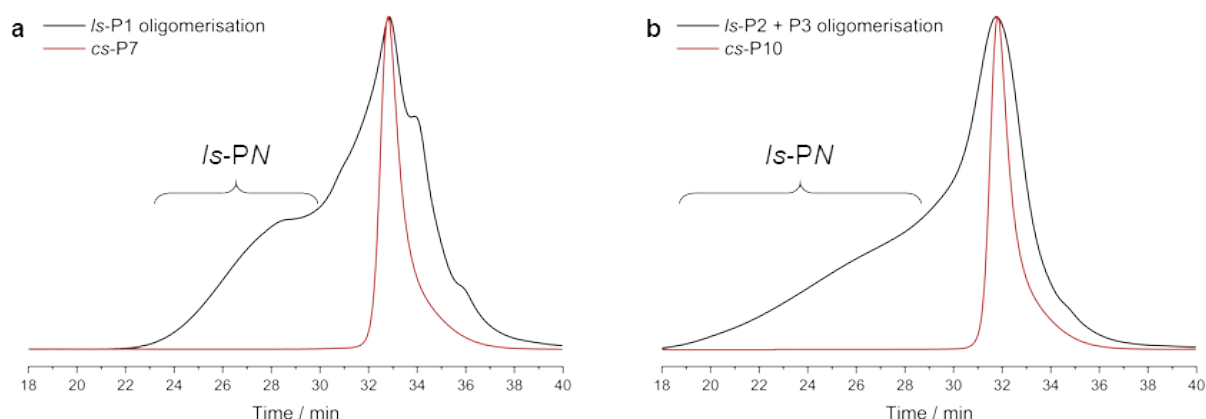 a
ls-P1 oligomerisation
cs-P7
ls-PN
18 20 22 24 26 28 30 32 34 36 38 40
Time / min
b
ls-P2 + P3 oligomerisation
cs-P10
ls-PN
18 20 22 24 26 28 30 32 34 36 38 40
Time / min